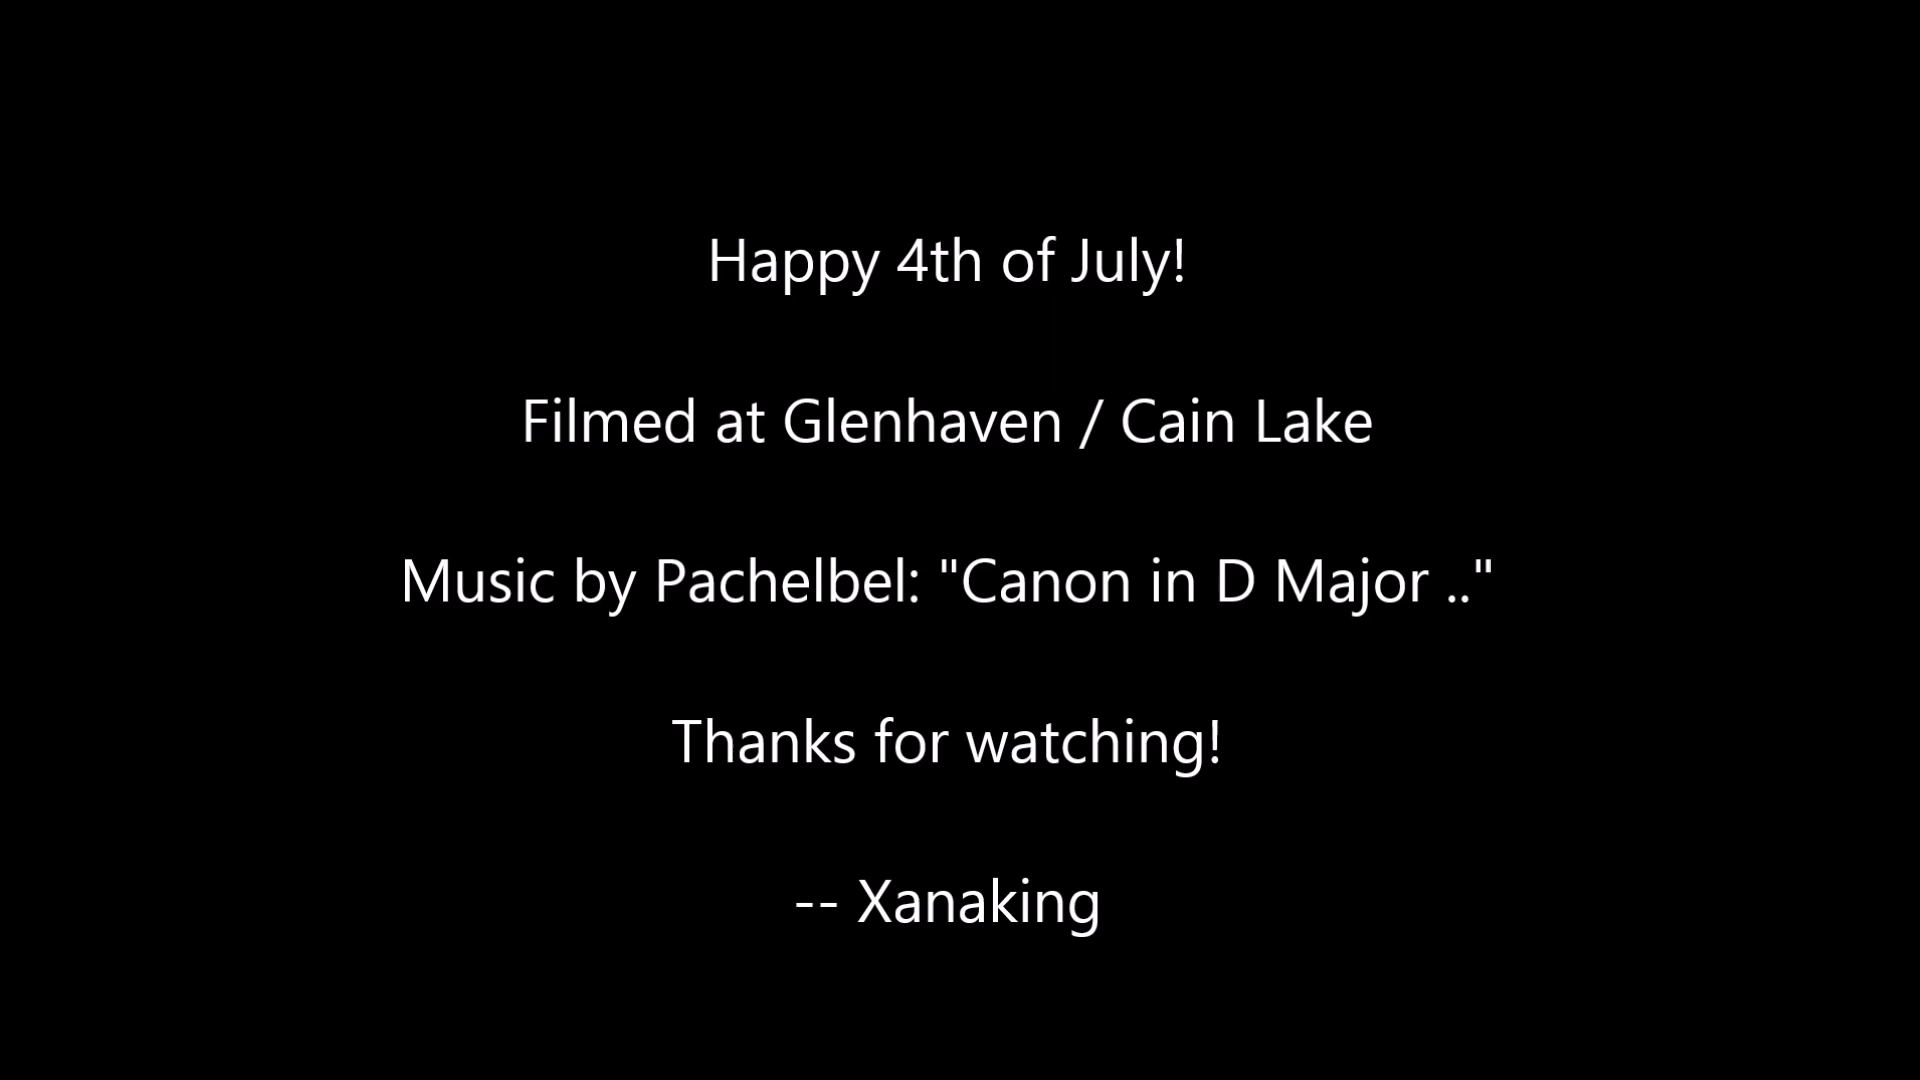 Happy 4th of July!
Filmed at Glenhaven / Cain Lake
Music by Pachelbel: "Canon in D Major .."
Thanks for watching!
-- Xanaking